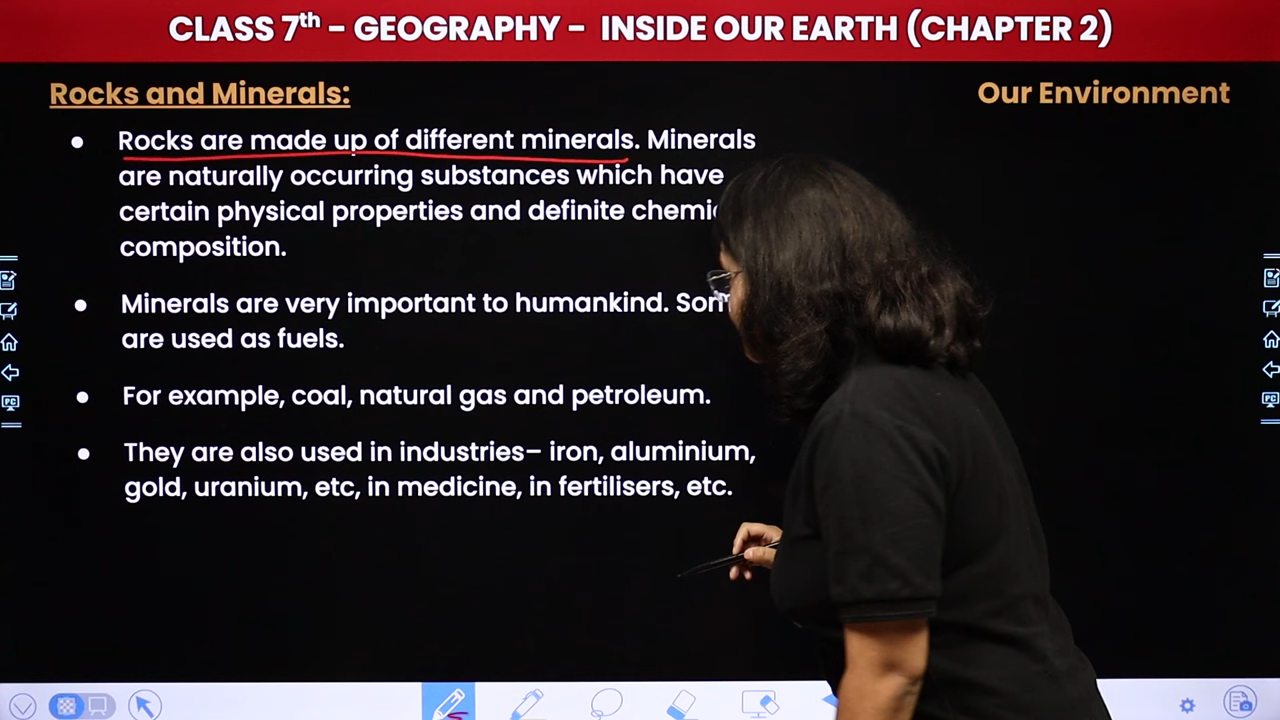 CLASS 7th - GEOGRAPHY - INSIDE OUR EARTH (CHAPTER 2)
Rocks and Minerals:
Our Environment
● Rocks are made up of different minerals. Minerals
are naturally occurring substances which have
certain physical properties and definite
composition.
● Minerals are very important to humankind.
are used as fuels.
● For example, coal, natural gas and petroleum.
● They are also used in industries– iron, aluminium,
gold, uranium, etc, in medicine, in fertilisers, etc.
PC
PC